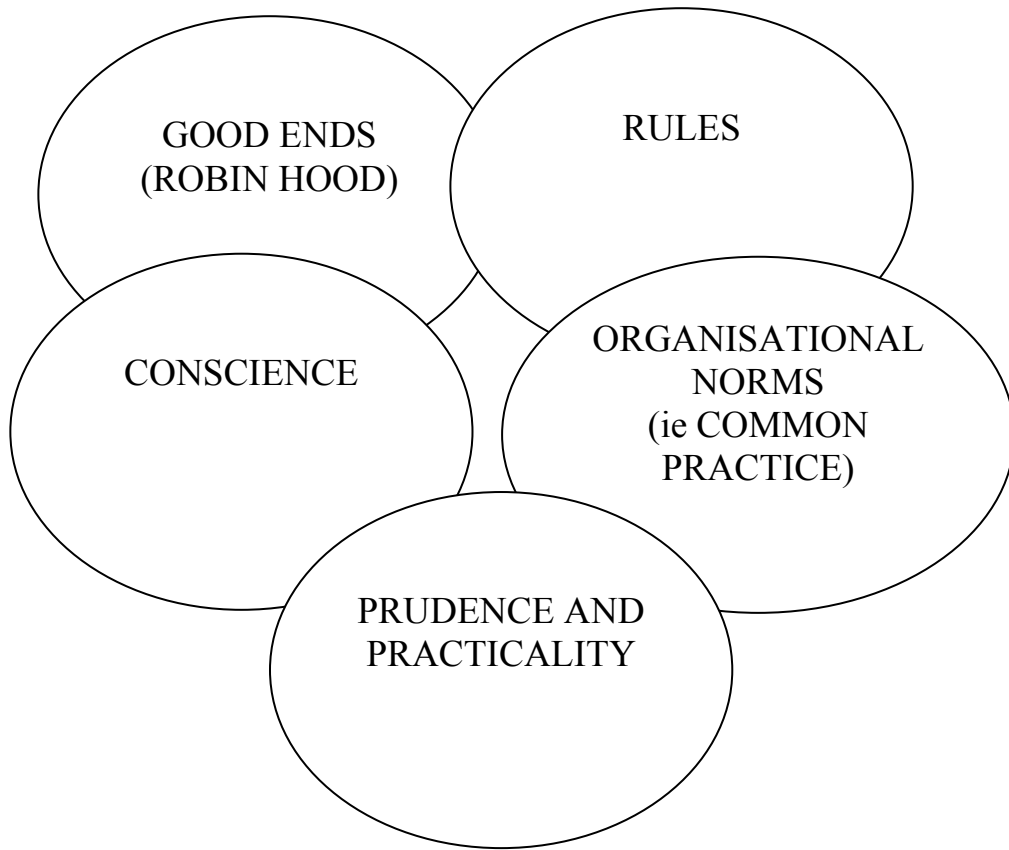 GOOD ENDS
(ROBIN HOOD)
RULES
CONSCIENCE
ORGANISATIONAL
NORMS
(ie COMMON
PRACTICE)
PRUDENCE AND
PRACTICALITY